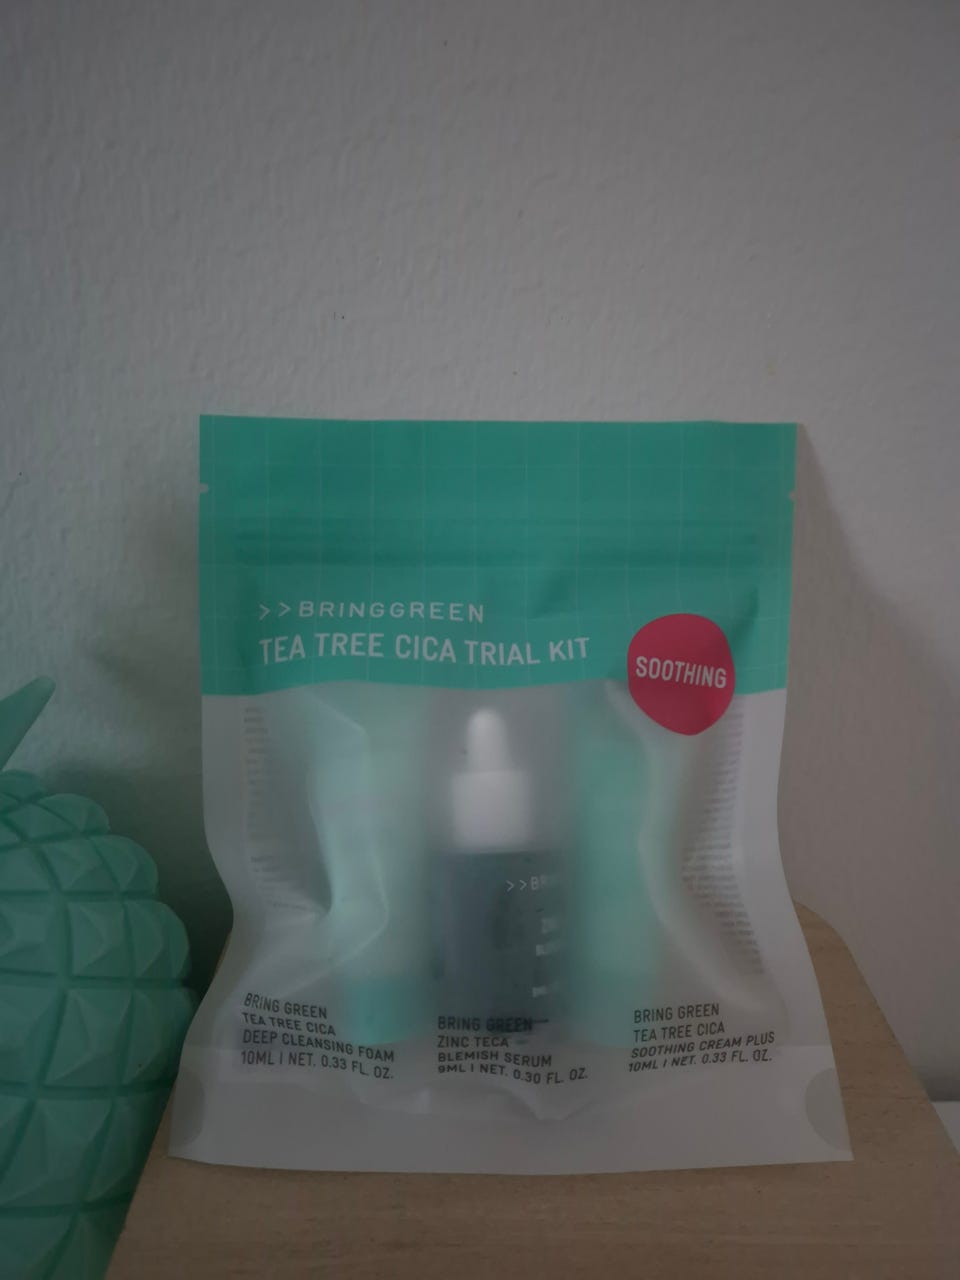 >>BRINGGREEN
TEA TREE CICA TRIAL KIT
SOOTHING
>>BR
BRING GREEN
TEA TREE CICA
DEEP CLEANSING FOAM
10ML I NET. 0.33 FL. OZ.
BRING GREEN
ZINC TECA
BLEMISH SERUM
9ML I NET. 0.30 FL. OZ.
BRING GREEN
TEA TREE CICA
SOOTHING CREAM PLUS
10ML I NET. 0.33 FL. OZ.